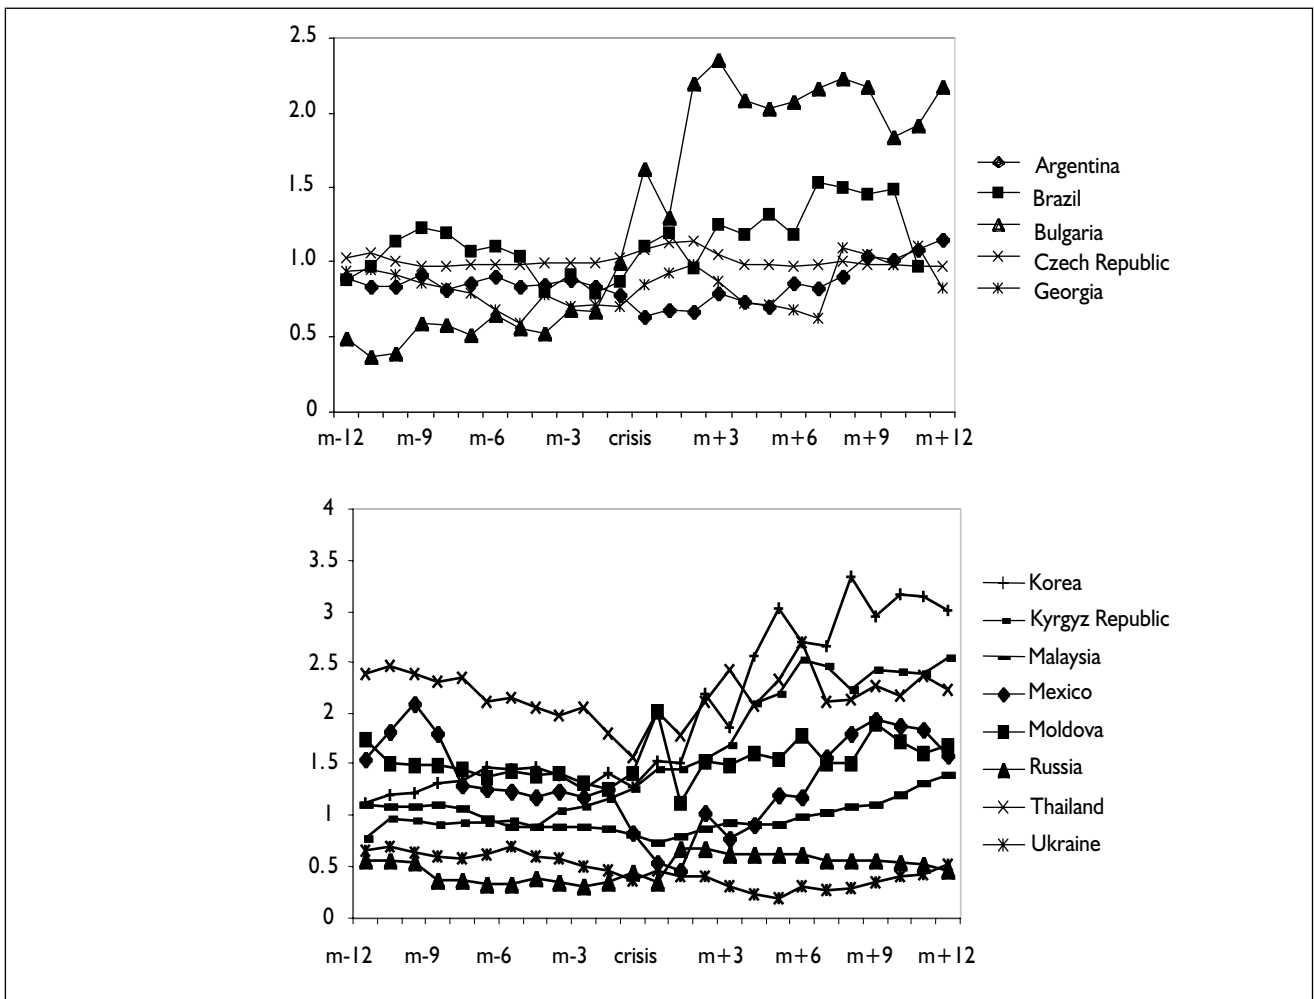 2.5
2.0
1.5
1.0
0.5
0
m-12 m-9 m-6 m-3 crisis m+3 m+6 m+9 m+12
Argentina
Brazil
Bulgaria
Czech Republic
Georgia
4
3.5
3
2.5
2
1.5
1
0.5
0
m-12 m-9 m-6 m-3 crisis m+3 m+6 m+9 m+12
Korea
Kyrgyz Republic
Malaysia
Mexico
Moldova
Russia
Thailand
Ukraine